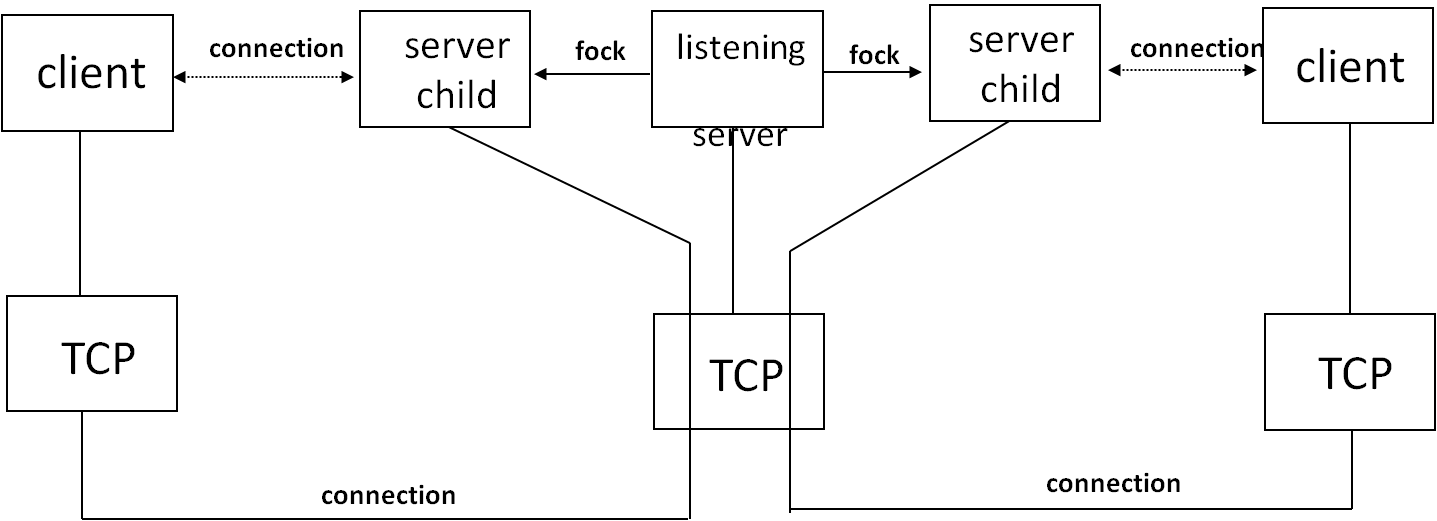 client
connection
server
child
fock
listening
server
fock
server
child
connection
client
TCP
TCP
TCP
connection
connection